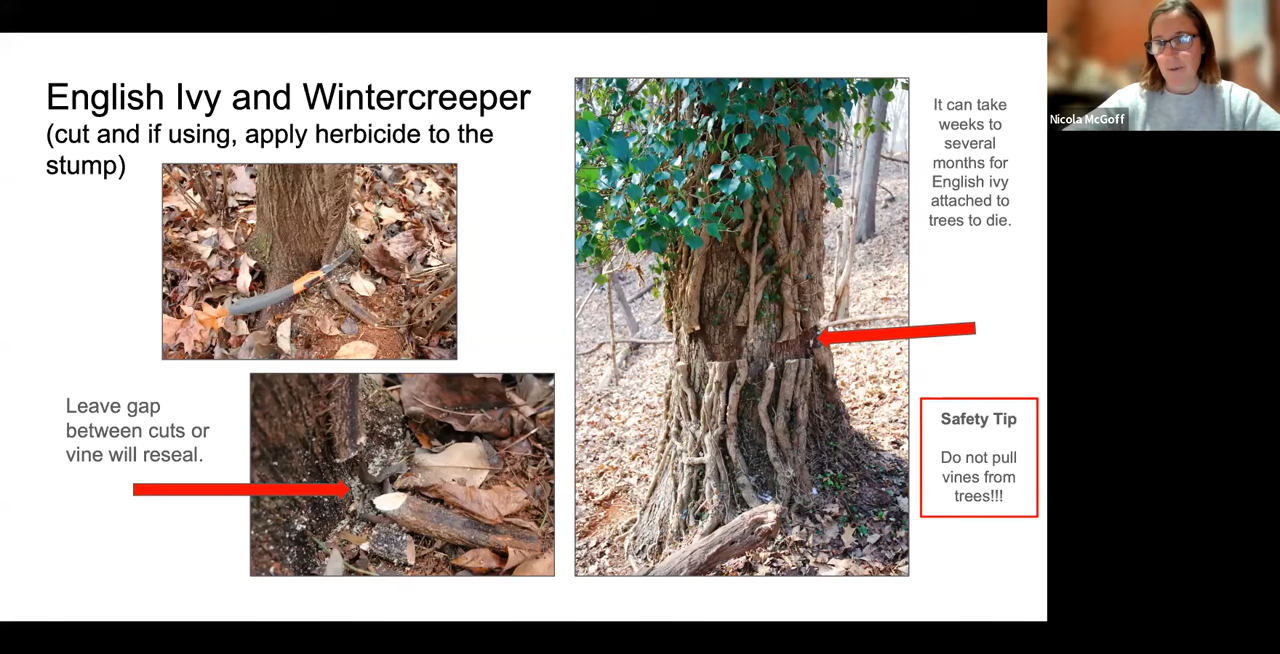 English Ivy and Wintercreeper
(cut and if using, apply herbicide to the
stump)
Leave gap
between cuts or
vine will reseal.
It can take
weeks to
several
months for
English ivy
attached to
trees to die.
Safety Tip
Do not pull
vines from
trees!!!
Nicola McGoff